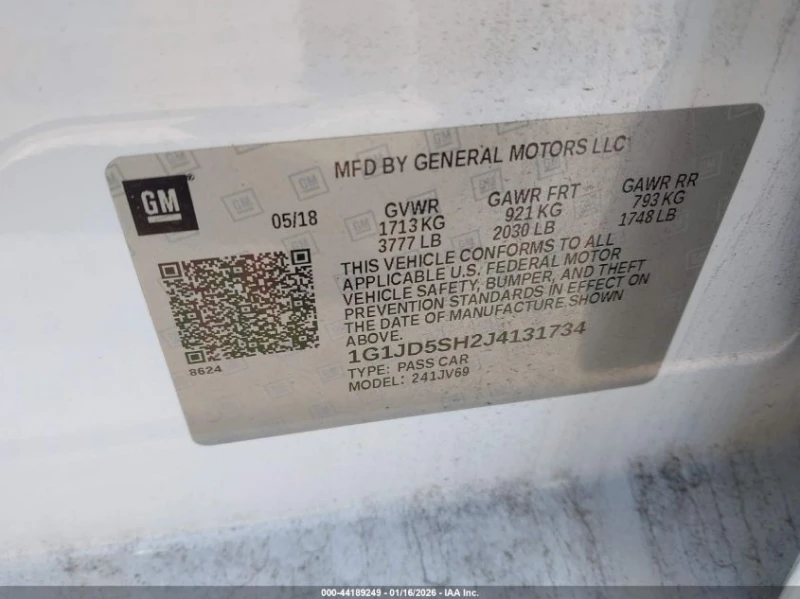 MFD BY GENERAL MOTORS LLC
GM
05/18
GVWR
1713 KG
3777 LB
GAWR FRT
921 KG
2030 LB
GAWR RR
793 KG
1748 LB
THIS VEHICLE CONFORMS TO ALL
APPLICABLE U.S. FEDERAL MOTOR
VEHICLE SAFETY, BUMPER, AND THEFT
PREVENTION STANDARDS IN EFFECT ON
THE DATE OF MANUFACTURE SHOWN
ABOVE.
1G1JD5SH2J4131734
TYPE: PASS CAR
MODEL: 241JV69
8624
000-44189249 - 01/16/2026 - IAA Inc.